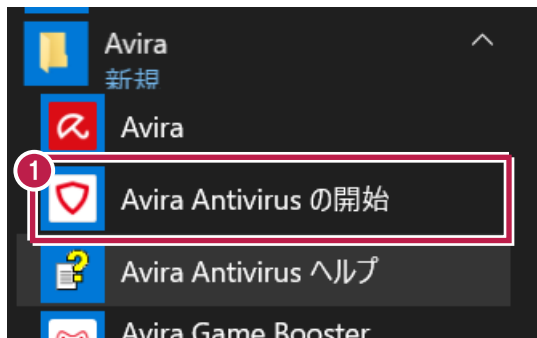 Avira
新規
Avira
1
Avira Antivirus の開始
Avira Antivirus ヘルプ
Avira Game Booster